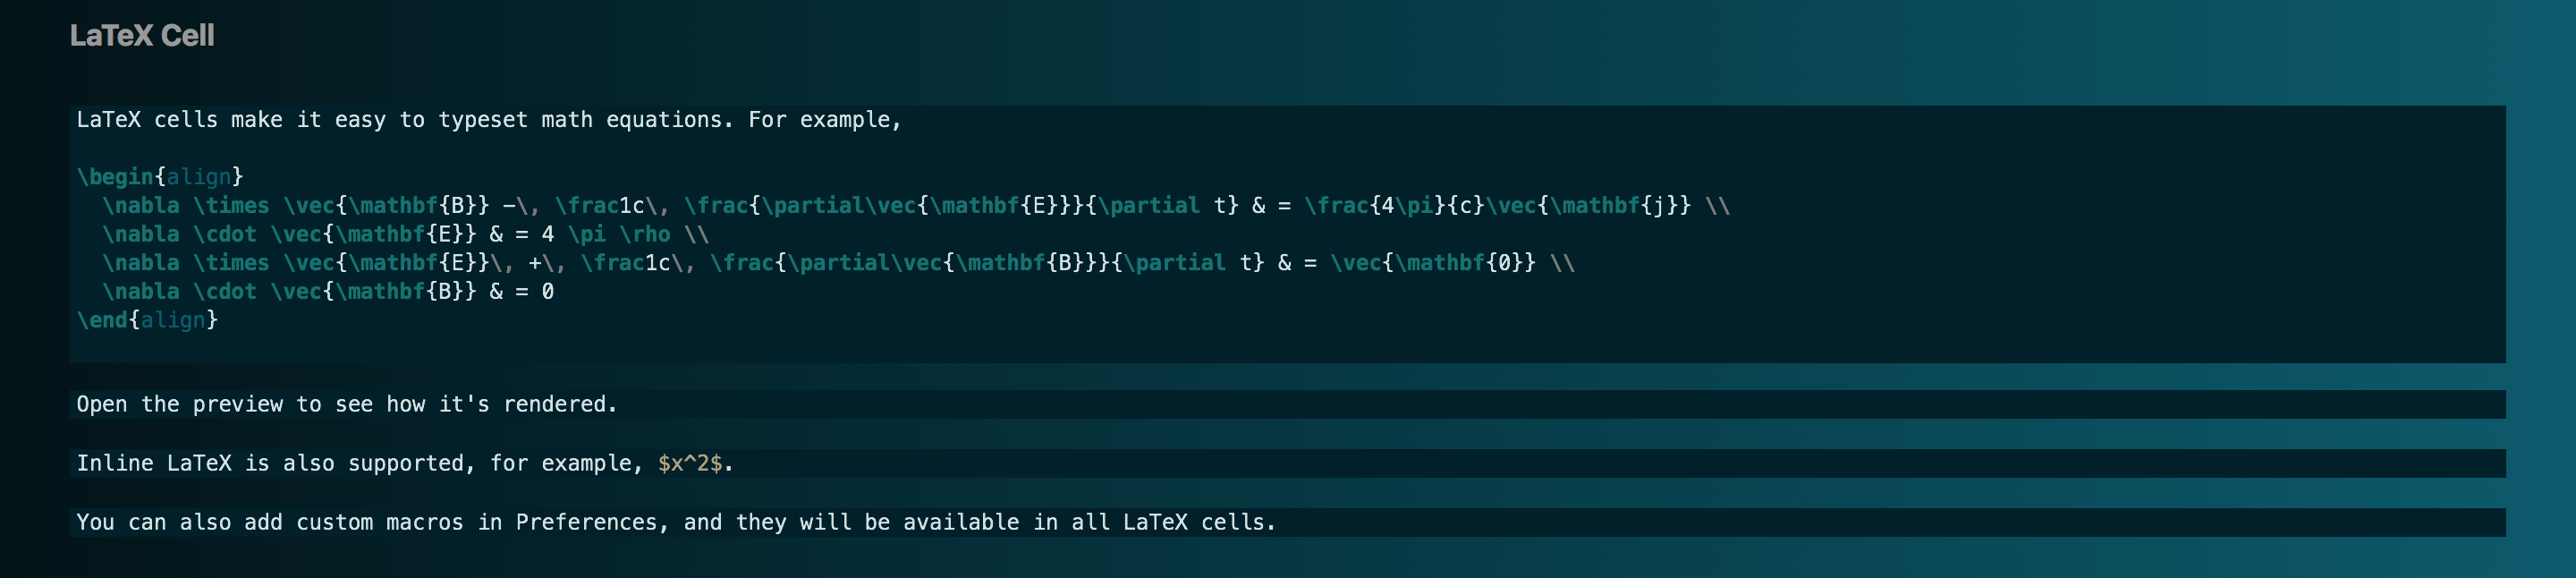 LaTeX Cell
LaTeX cells make it easy to typeset math equations. For example,
\begin{align}
  \nabla \times \vec{\mathbf{B}} -\, \frac1c\, \frac{\partial\vec{\mathbf{E}}}{\partial t} & = \frac{4\pi}{c}\vec{\mathbf{j}} \\
  \nabla \cdot \vec{\mathbf{E}} & = 4 \pi \rho \\
  \nabla \times \vec{\mathbf{E}}\, +\, \frac1c\, \frac{\partial\vec{\mathbf{B}}}{\partial t} & = \vec{\mathbf{0}} \\
  \nabla \cdot \vec{\mathbf{B}} & = 0
\end{align}
Open the preview to see how it's rendered.
Inline LaTeX is also supported, for example, $x^2$.
You can also add custom macros in Preferences, and they will be available in all LaTeX cells.